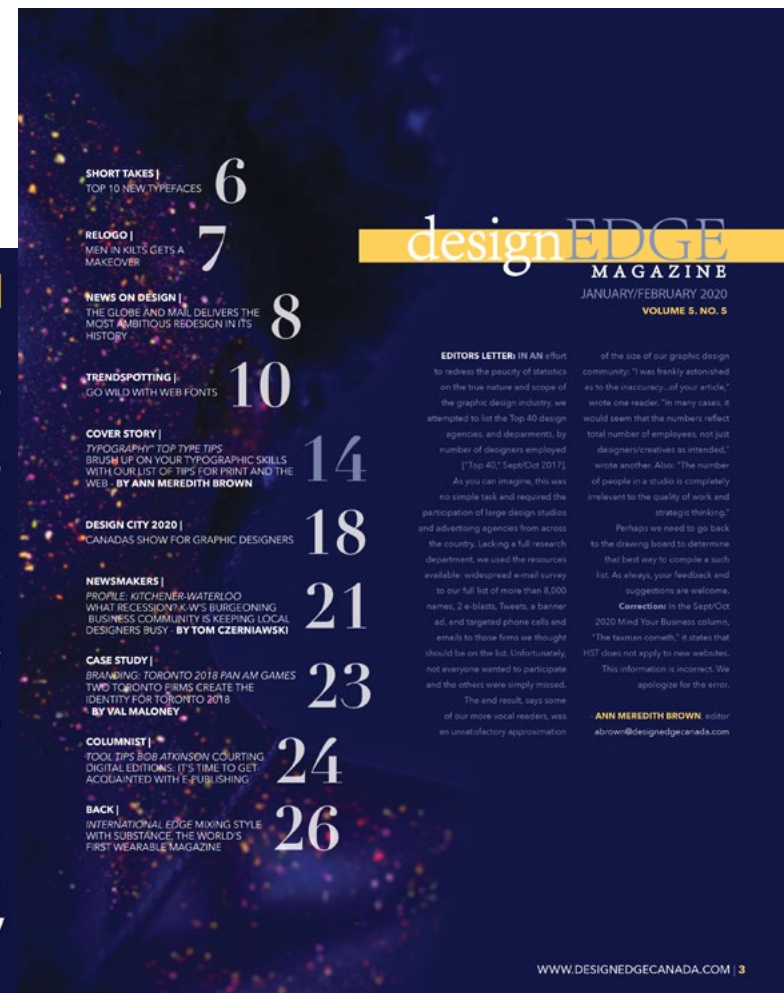 SHORT TAKES |
TOP 10 NEW TYPEFACES
6
RELOGO |
MEN IN KILTS GETS A
MAKEOVER
7
NEWS ON DESIGN |
THE GLOBE AND MAIL DELIVERS THE
MOST AMBITIOUS REDESIGN IN ITS
HISTORY
8
TRENDSPOTTING |
GO WILD WITH WEB FONTS
10
COVER STORY |
TYPOGRAPHY" TOP TYPE TIPS
BRUSH UP ON YOUR TYPOGRAPHIC SKILLS
WITH OUR LIST OF TIPS FOR PRINT AND THE
WEB - BY ANN MEREDITH BROWN
14
DESIGN CITY 2020 |
CANADAS SHOW FOR GRAPHIC DESIGNERS
18
NEWSMAKERS |
PROFILE: KITCHENER-WATERLOO
WHAT RECESSION? K-W'S BURGEONING
BUSINESS COMMUNITY IS KEEPING LOCAL
DESIGNERS BUSY - BY TOM CZERNIAWSKI
21
CASE STUDY |
BRANDING: TORONTO 2018 PAN AM GAMES
TWO TORONTO FIRMS CREATE THE
IDENTITY FOR TORONTO 2018
- BY VAL MALONEY
23
COLUMNIST |
TOOL TIPS BOB ATKINSON COURTING
DIGITAL EDITIONS: IT'S TIME TO GET
ACQUAINTED WITH E-PUBLISHING
24
BACK |
INTERNATIONAL EDGE MIXING STYLE
WITH SUBSTANCE, THE WORLD'S
FIRST WEARABLE MAGAZINE
26
designEDGE
MAGAZINE
JANUARY/FEBRUARY 2020
VOLUME 5. NO. 5
EDITORS LETTER: IN AN effort
to redress the paucity of statistics
on the true nature and scope of
the graphic design industry, we
attempted to list the Top 40 design
agencies, and deparments, by
number of designers employed
["Top 40," Sept/Oct 2017].
As you can imagine, this was
no simple task and required the
participation of large design studios
and advertising agencies from across
the country. Lacking a full research
department, we used the resources
available: widespread e-mail survey
to our full list of more than 8,000
names, 2 e-blasts, Tweets, a banner
ad, and targeted phone calls and
emails to those firms we thought
should be on the list. Unfortunately,
not everyone wanted to participate
and the others were simply missed.
The end result, says some
of our more vocal readers, was
an unsatisfactory approximation
of the size of our graphic design
community: "I was frankly astonished
as to the inaccuracy...of your article,"
wrote one reader. "In many cases, it
would seem that the numbers reflect
total number of employees, not just
designers/creatives as intended,"
wrote another. Also: "The number
of people in a studio is completely
irrelevant to the quality of work and
strategic thinking."
Perhaps we need to go back
to the drawing board to determine
that best way to compile a such
list. As always, your feedback and
suggestions are welcome.
Correction: In the Sept/Oct
2020 Mind Your Business column,
"The taxman cometh," it states that
HST does not apply to new websites.
This information is incorrect. We
apologize for the error.
- ANN MEREDITH BROWN, editor
abrown@designedgecanada.com
WWW.DESIGNEDGECANADA.COM | 3